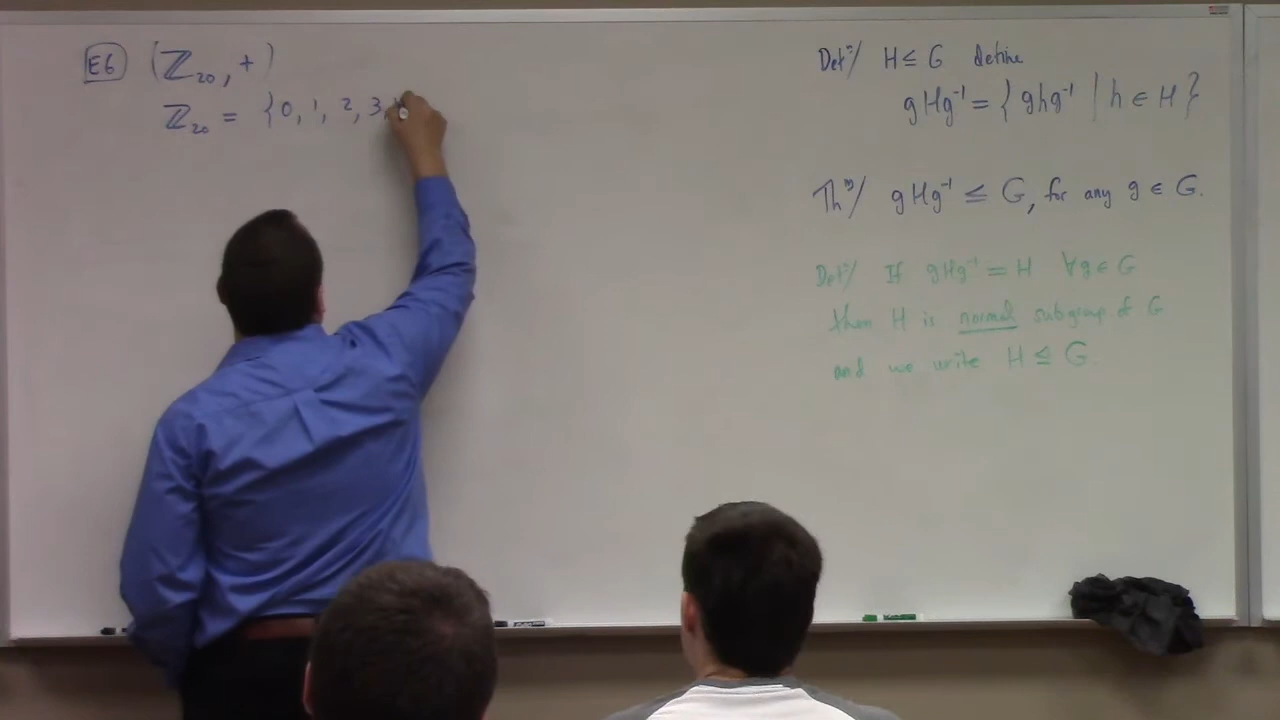 E6 (ℤ₂₀, +)
ℤ₂₀ = {0, 1, 2, 3,
Defⁿ/ H ≤ G define
gHg⁻¹ = { ghg⁻¹ | h ∈ H }
Thᵐ/ gHg⁻¹ ≤ G, for any g ∈ G.
Defⁿ/ If gHg⁻¹ = H ∀g ∈ G
then H is normal subgroup of G
and we write H ≤ G.